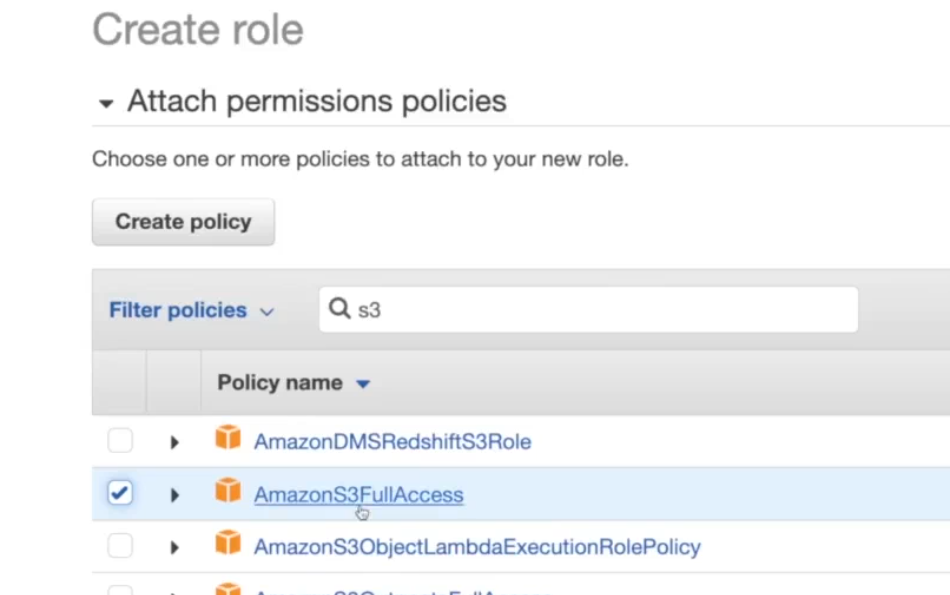 Create role
Attach permissions policies
Choose one or more policies to attach to your new role.
Create policy
Filter policies
s3
Policy name
AmazonDMSRedshiftS3Role
AmazonS3FullAccess
AmazonS3ObjectLambdaExecutionRolePolicy